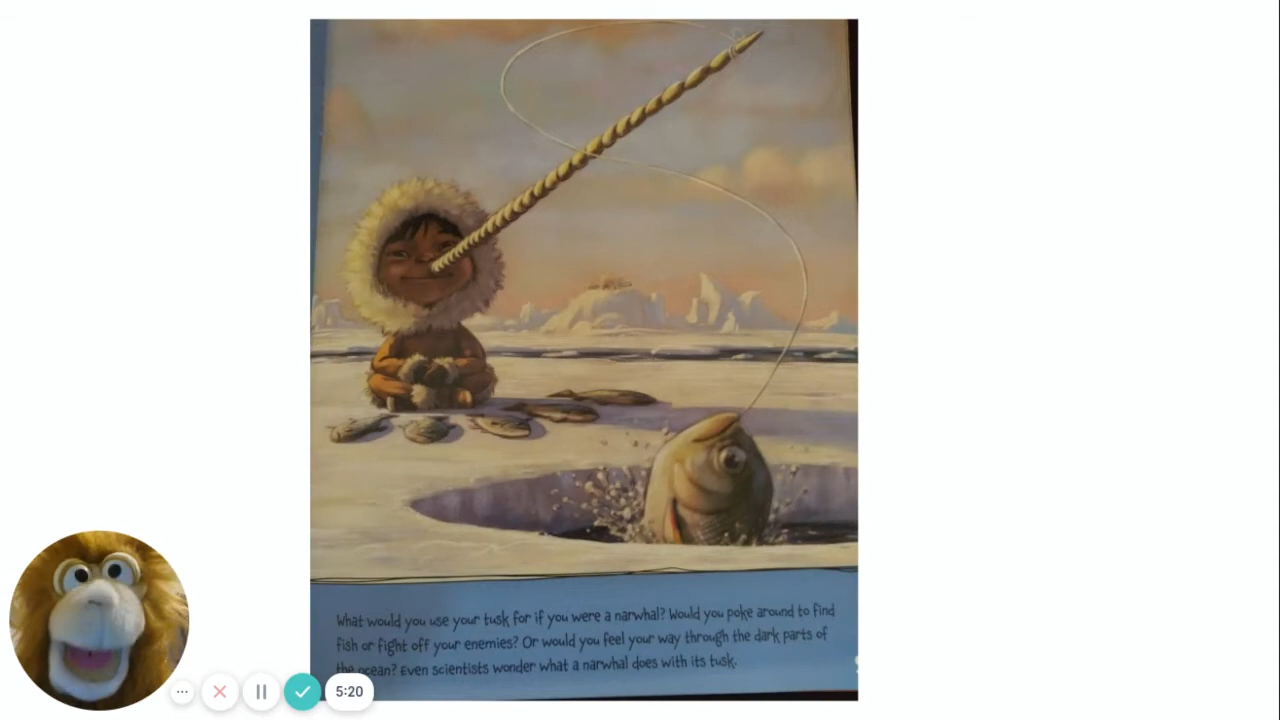 What would you use your tusk for if you were a narwhal? Would you poke around to find
fish or fight off your enemies? Or would you feel your way through the dark parts of
the ocean? Even scientists wonder what a narwhal does with its tusk.
5:20